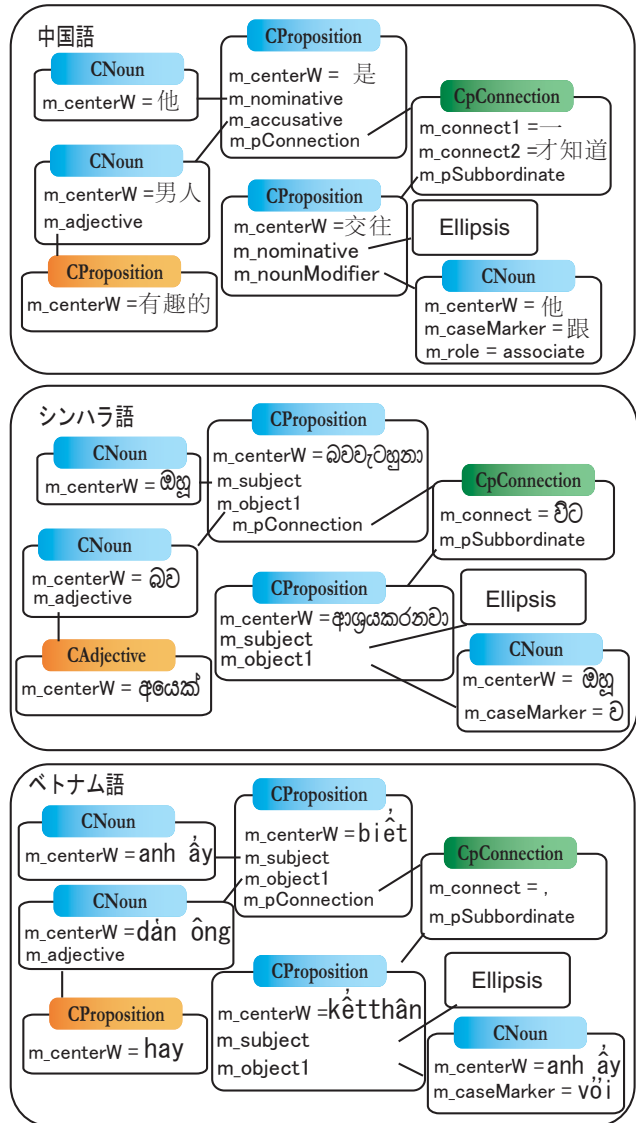 中国語
CNoun
m_centerW = 他
CProposition
m_centerW = 是
m_nominative
m_accusative
m_pConnection
CpConnection
m_connect1 =一
m_connect2 =才知道
m_pSubbordinate
CNoun
m_centerW =男人
m_adjective
CProposition
m_centerW =交往
m_nominative
m_nounModifier
Ellipsis
CProposition
m_centerW =有趣的
CNoun
m_centerW = 他
m_caseMarker = 跟
m_role = associate
シンハラ語
CNoun
m_centerW = ඔහු
CProposition
m_centerW = බවවැටහුනා
m_subject
m_object1
m_pConnection
CpConnection
m_connect = විට
m_pSubbordinate
CNoun
m_centerW = බව
m_adjective
CProposition
m_centerW =ආශ්‍රයකරනවා
m_subject
m_object1
Ellipsis
CAdjective
m_centerW = අයෙක්
CNoun
m_centerW = ඔහු
m_caseMarker = ව
ベトナム語
CNoun
m_centerW = anh ấy
CProposition
m_centerW =biết
m_subject
m_object1
m_pConnection
CpConnection
m_connect = ,
m_pSubbordinate
CNoun
m_centerW =dán ông
m_adjective
CProposition
m_centerW =kếtthân
m_subject
m_object1
Ellipsis
CProposition
m_centerW = hay
CNoun
m_centerW =anh ấy
m_caseMarker = với